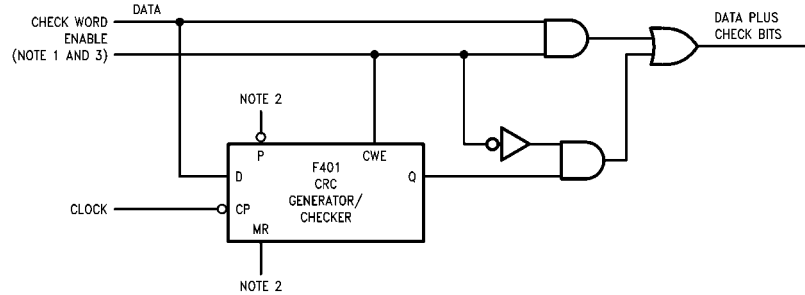 DATA
CHECK WORD
ENABLE
(NOTE 1 AND 3)
DATA PLUS
CHECK BITS
NOTE 2
P
CWE
F401
CRC
GENERATOR/
CHECKER
D
Q
CLOCK
CP
MR
NOTE 2